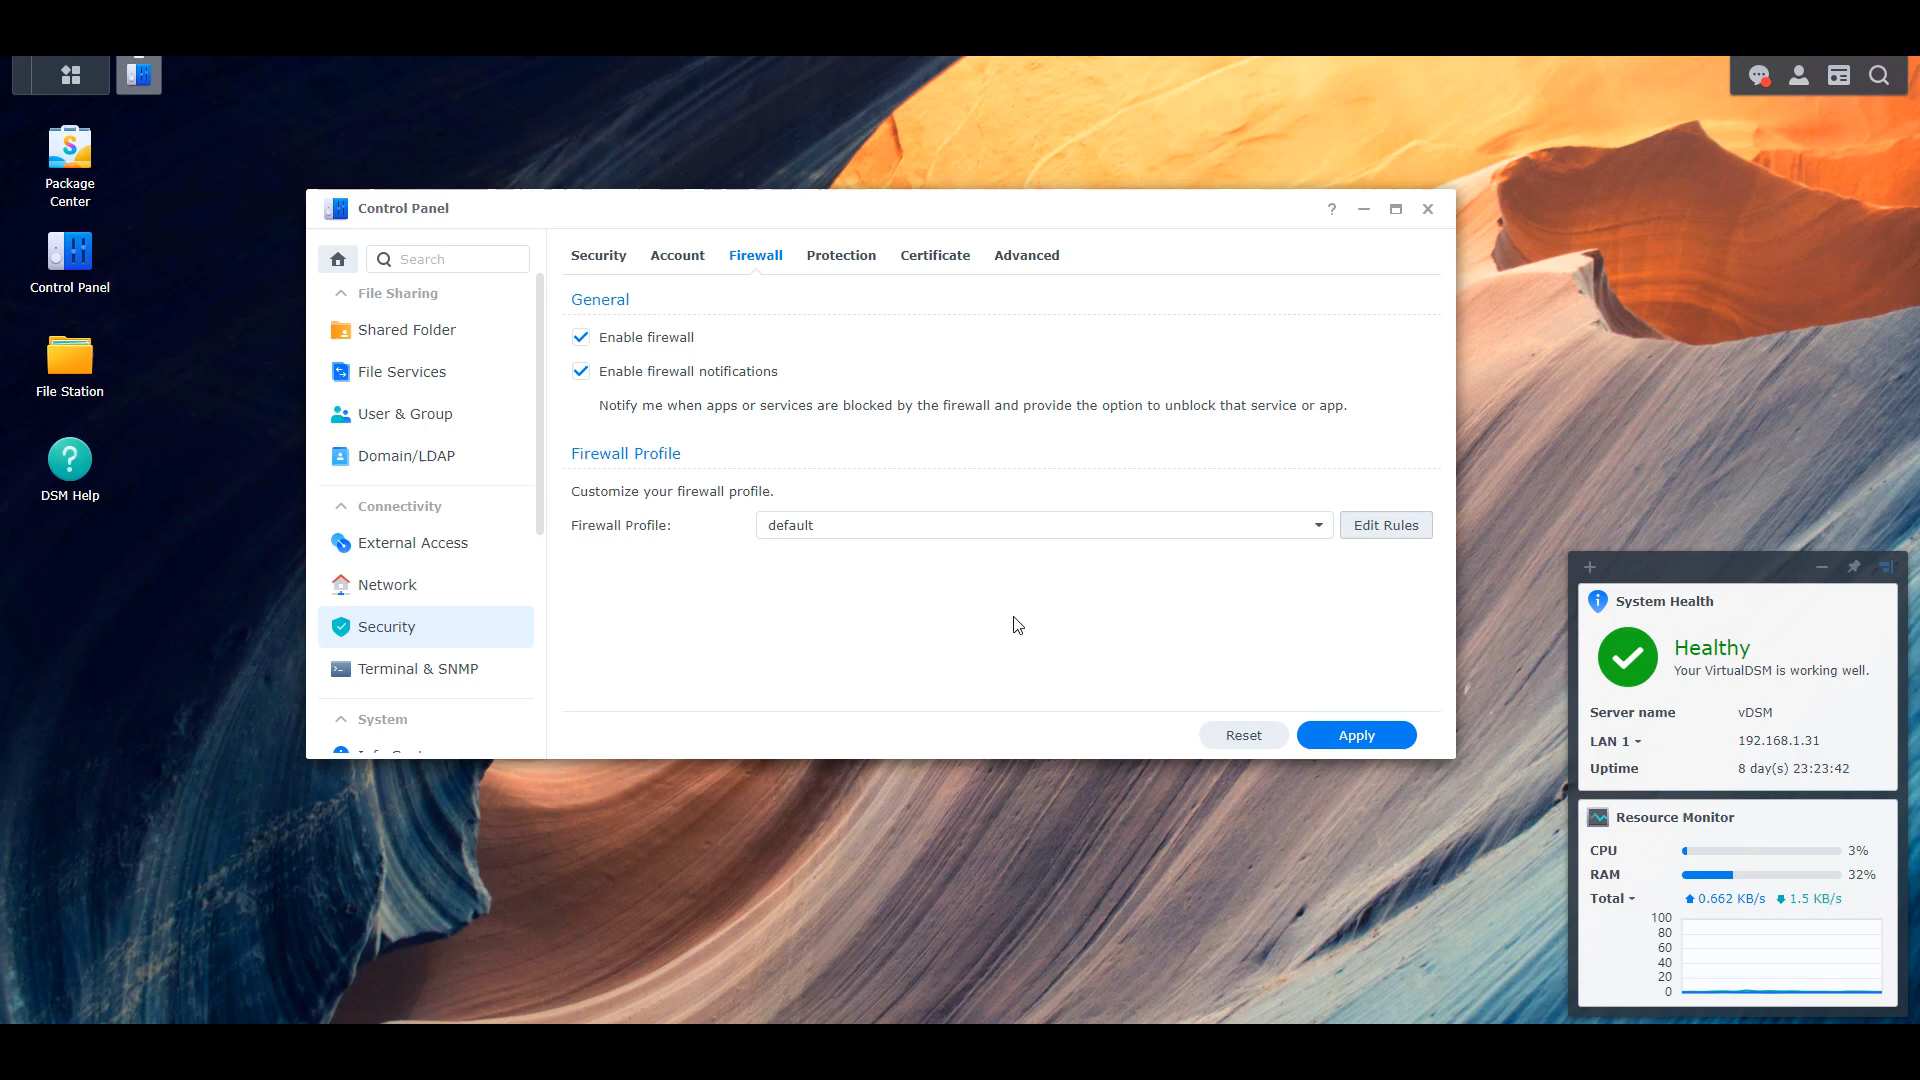 Package
Center
Control Panel
File Station
DSM Help
Control Panel
Search
File Sharing
Shared Folder
File Services
User & Group
Domain/LDAP
Connectivity
External Access
Network
Security
Terminal & SNMP
System
Security Account Firewall Protection Certificate Advanced
General
Enable firewall
Enable firewall notifications
Notify me when apps or services are blocked by the firewall and provide the option to unblock that service or app.
Firewall Profile
Customize your firewall profile.
Firewall Profile: default Edit Rules
Reset Apply
System Health
Healthy
Your VirtualDSM is working well.
Server name vDSM
LAN 1 192.168.1.31
Uptime 8 day(s) 23:23:42
Resource Monitor
CPU 3%
RAM 32%
Total 0.662 KB/s 1.5 KB/s
100
80
60
40
20
0